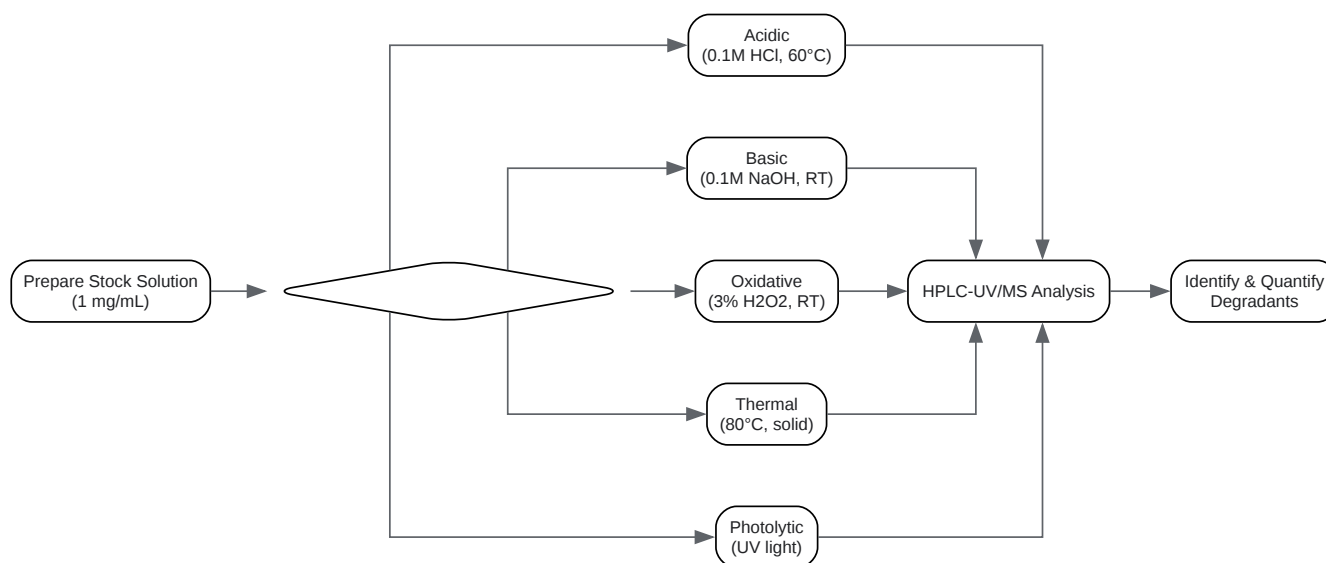 Acidic
(0.1M HCl, 60°C)
Basic
(0.1M NaOH, RT)
Prepare Stock Solution
(1 mg/mL)
Oxidative
(3% H2O2, RT)
HPLC-UV/MS Analysis
Identify & Quantify
Degradants
Thermal
(80°C, solid)
Photolytic
(UV light)